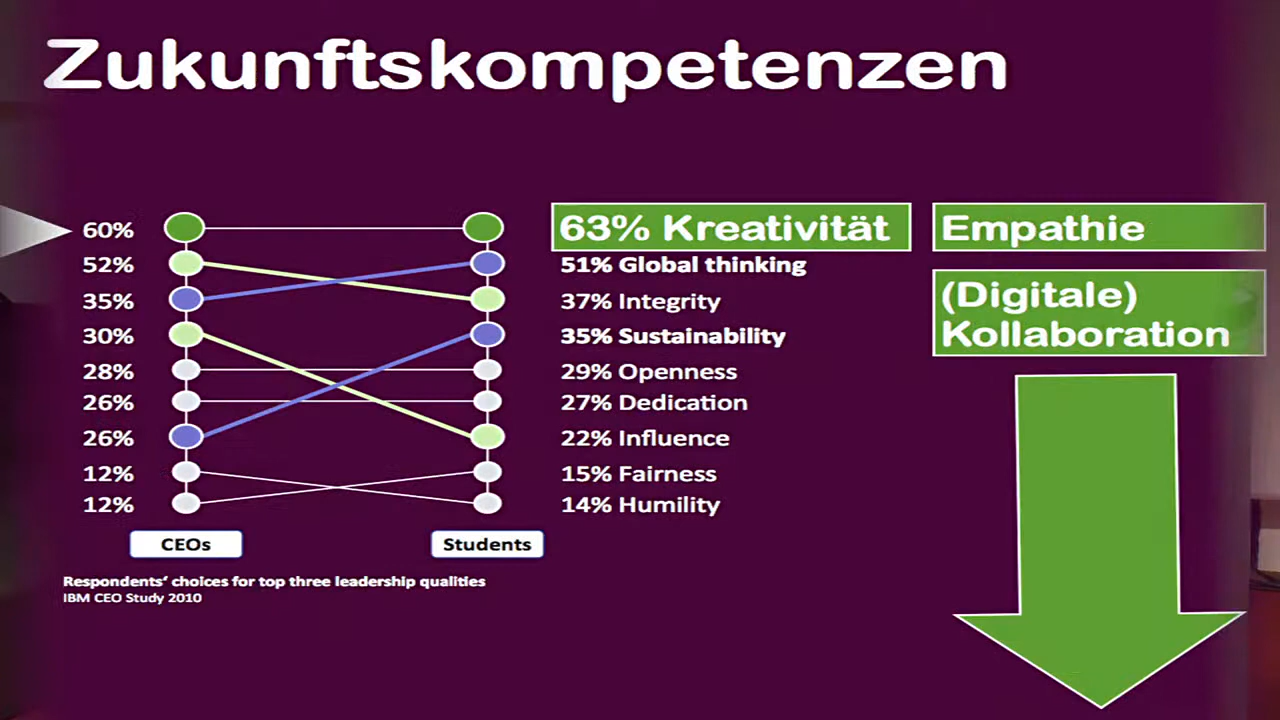 Zukunftskompetenzen
60%
63% Kreativität
Empathie
52%
51% Global thinking
(Digitale)
Kollaboration
35%
37% Integrity
30%
35% Sustainability
28%
29% Openness
26%
27% Dedication
26%
22% Influence
12%
15% Fairness
12%
14% Humility
CEOs
Students
Respondents‘ choices for top three leadership qualities
IBM CEO Study 2010